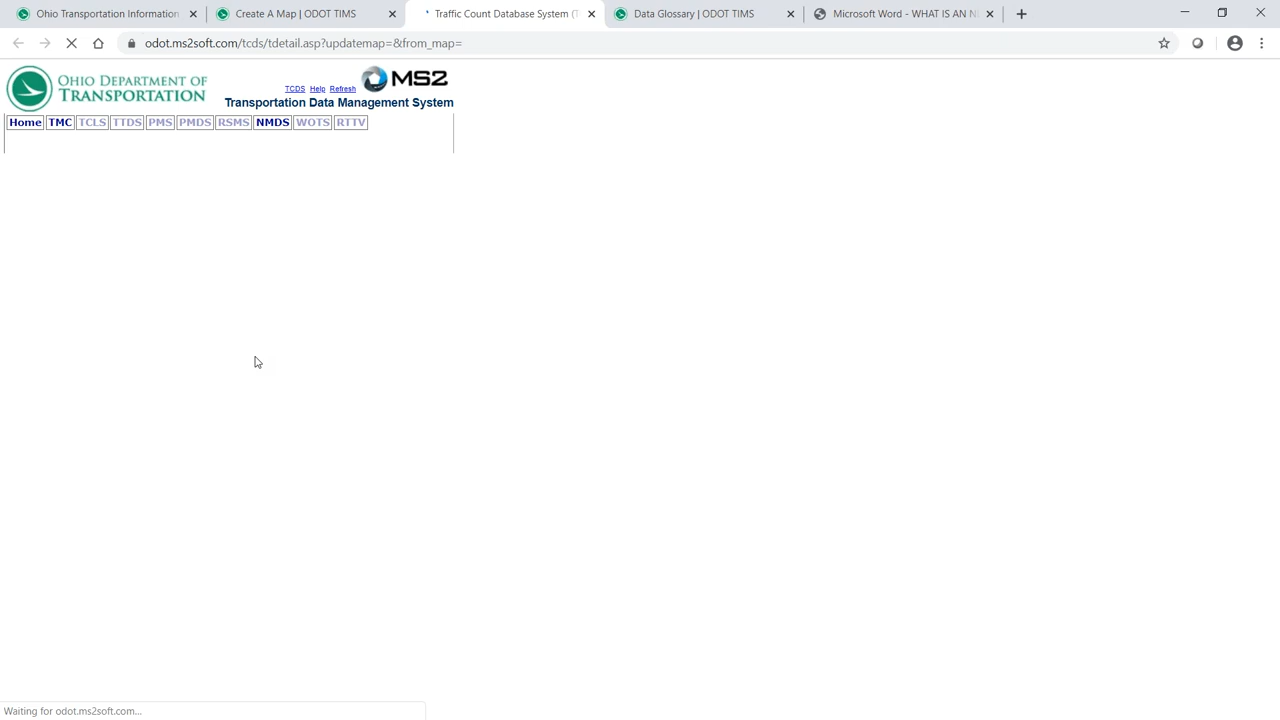 Ohio Transportation Information
Create A Map | ODOT TIMS
Traffic Count Database System (T
Data Glossary | ODOT TIMS
Microsoft Word - WHAT IS AN N
odot.ms2soft.com/tcds/tdetail.asp?updatemap=&from_map=
OHIO DEPARTMENT OF
TRANSPORTATION
TCDS Help Refresh
MS2
Transportation Data Management System
Home TMC TCLS TTDS PMS PMDS RSMS NMDS WOTS RTTV
Waiting for odot.ms2soft.com...